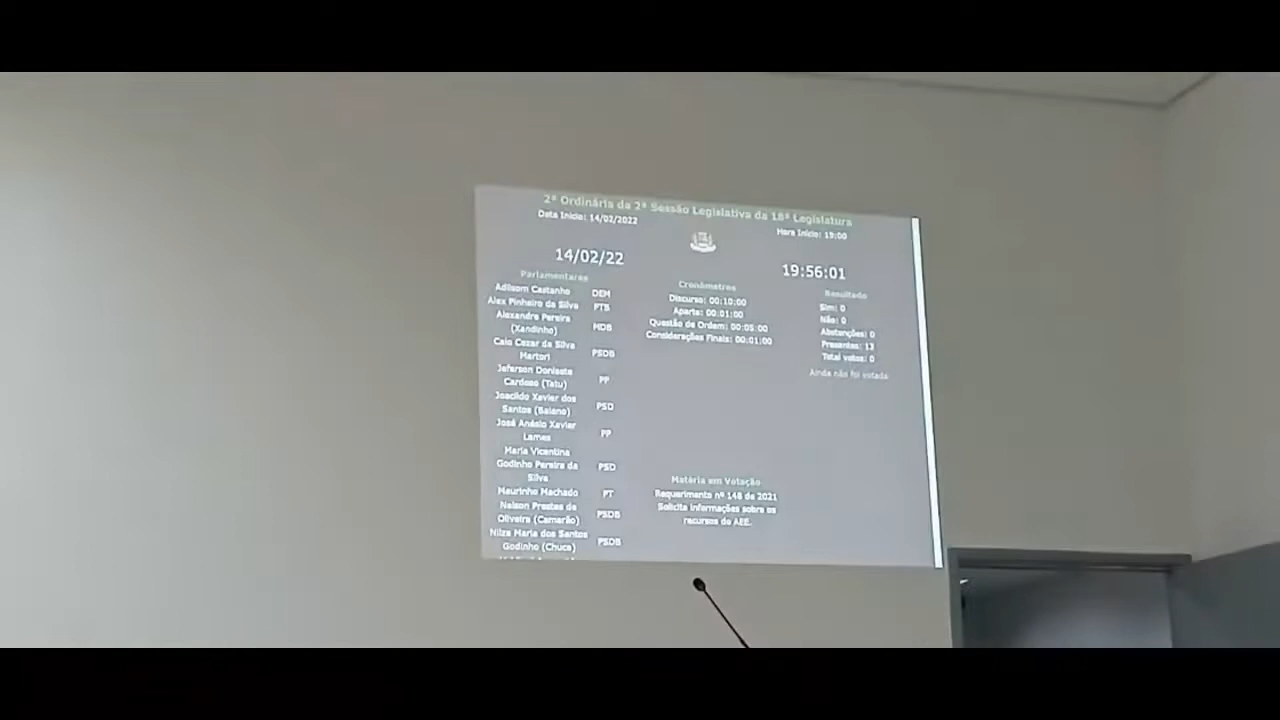 2ª Ordinária da 2ª Sessão Legislativa da 18ª Legislatura
Data Início: 14/02/2022
Hora Início: 19:00
14/02/22
19:56:01
Parlamentares
Adilsom Castanho DEM
Alex Pinheiro da Silva PTB
Alexandre Pereira
(Xandinho) MDB
Caio Cezar da Silva
Martori PSDB
Jeferson Donisete
Cardoso (Tatu) PP
Joacildo Xavier dos
Santos (Baiano) PSD
José Anésio Xavier
Lemes PP
Maria Vicentina
Godinho Pereira da
Silva PSD
Maurinho Machado PT
Nelson Prestes de
Oliveira (Camarão) PSDB
Nilza Maria dos Santos
Godinho (Chuca) PSDB
Cronômetros
Discurso: 00:10:00
Aparte: 00:01:00
Questão de Ordem: 00:05:00
Considerações Finais: 00:01:00
Matéria em Votação
Requerimento nº 148 de 2021
Solicita informações sobre os
recursos do AEE.
Resultado
Sim: 0
Não: 0
Abstenções: 0
Presentes: 13
Total votos: 0
Ainda não foi votada